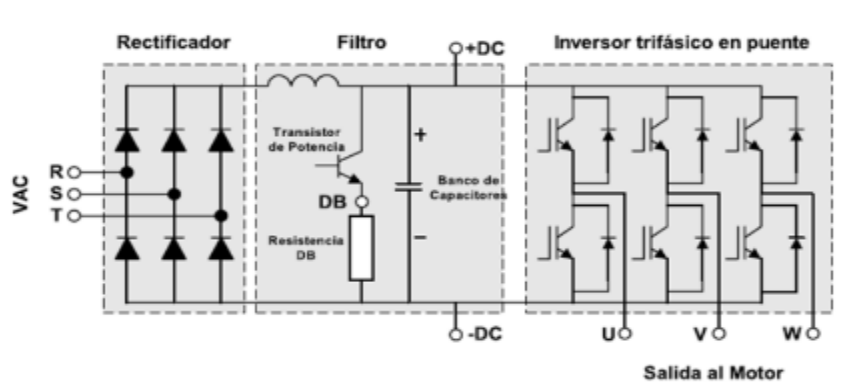 Rectificador
Filtro
+DC
Inversor trifásico en puente
Transistor
de Potencia
+
R
S
T
VAC
DB
Banco de
Capacitores
Resistencia
DB
−
-DC
U
V
W
Salida al Motor